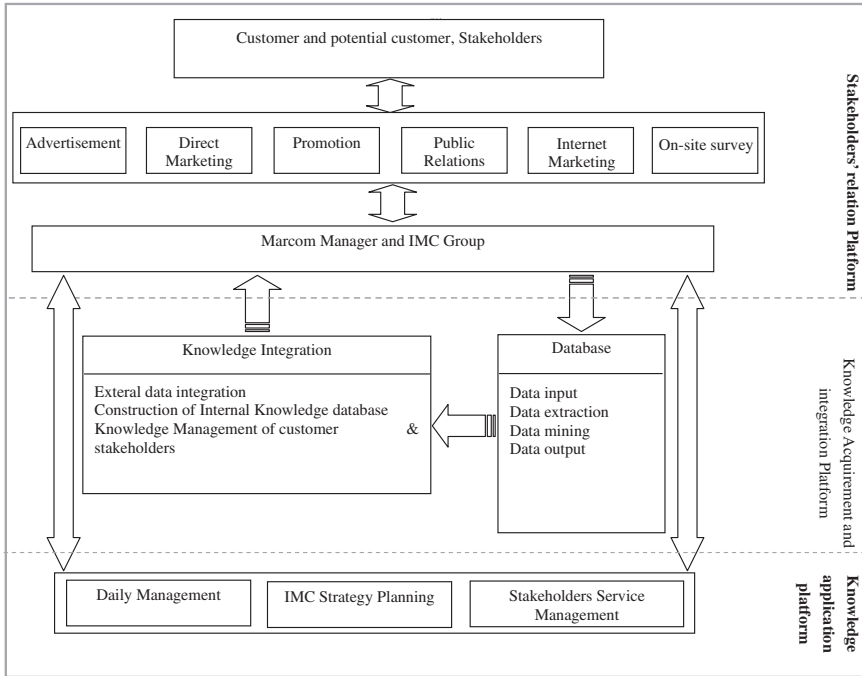 Customer and potential customer, Stakeholders
Advertisement
Direct
Marketing
Promotion
Public
Relations
Internet
Marketing
On-site survey
Marcom Manager and IMC Group
Stakeholders' relation Platform
Knowledge Integration
Exteral data integration
Construction of Internal Knowledge database
Knowledge Management of customer &
stakeholders
Database
Data input
Data extraction
Data mining
Data output
Knowledge Acquirement and
integration Platform
Daily Management
IMC Strategy Planning
Stakeholders Service
Management
Knowledge
application
platform